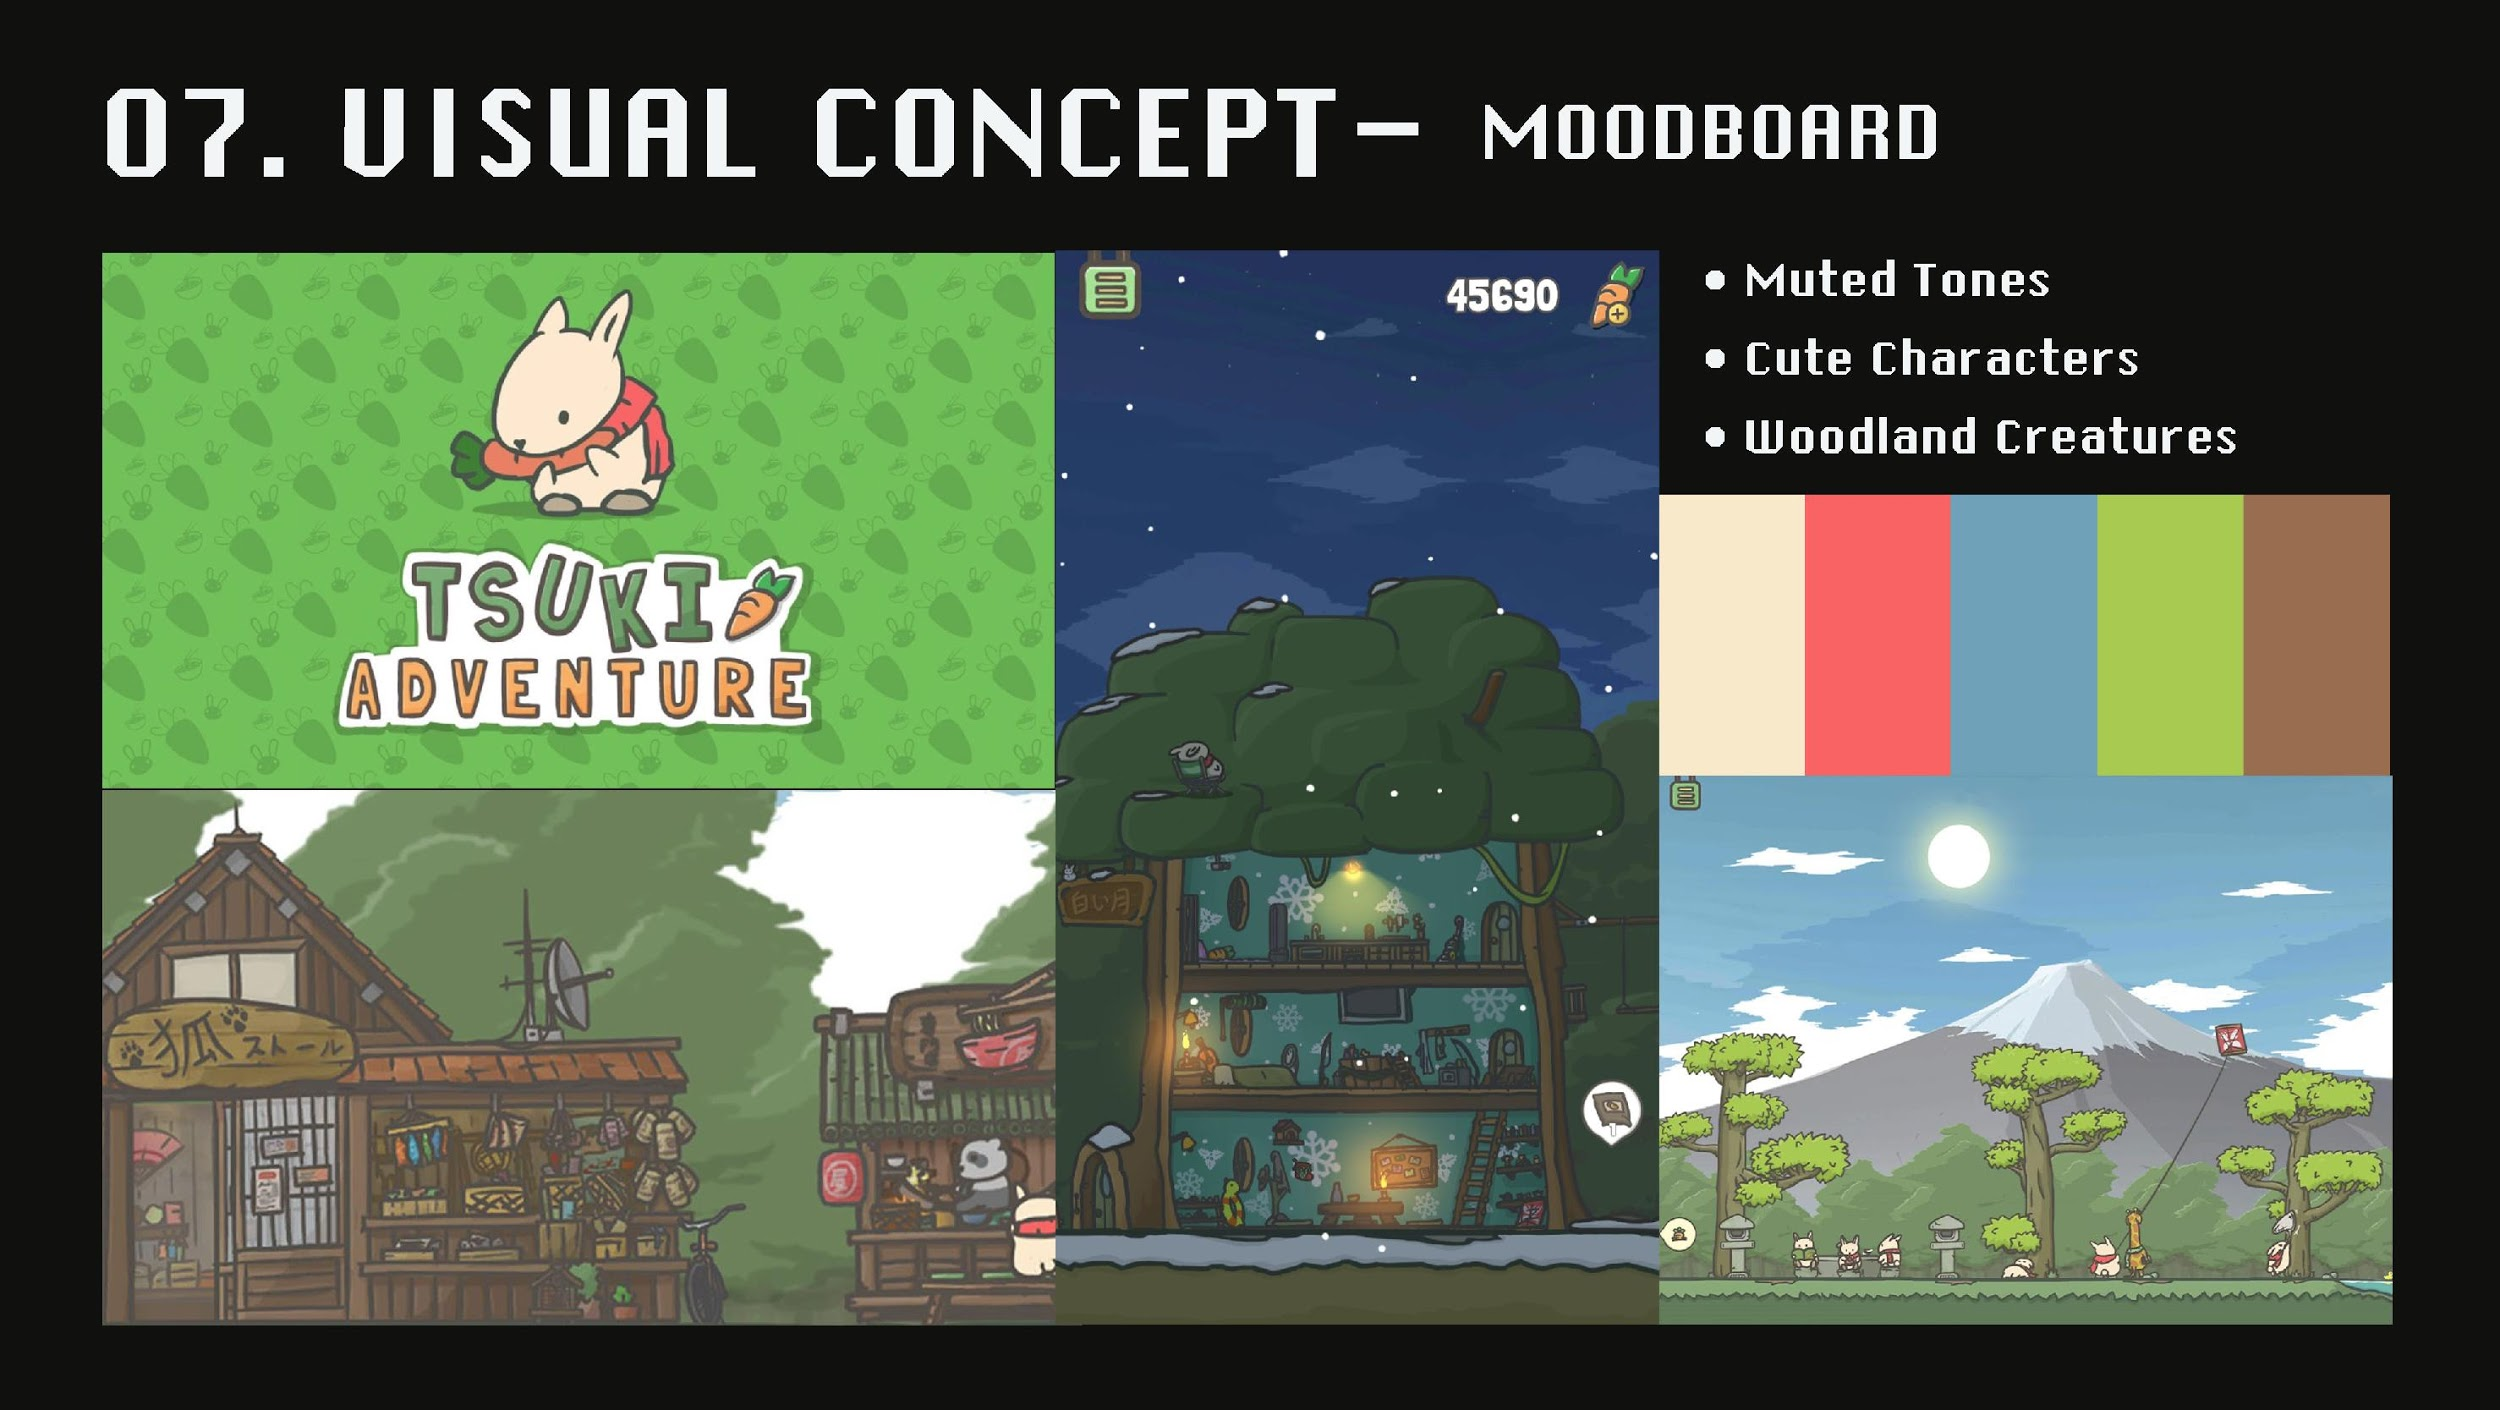 07. VISUAL CONCEPT- MOODBOARD
TSUKI
ADVENTURE
狐ストール
45690
白い月
• Muted Tones
• Cute Characters
• Woodland Creatures